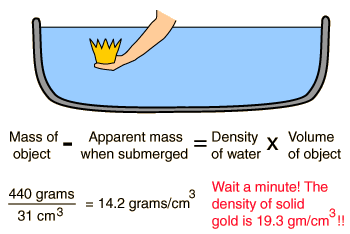 Mass of object - Apparent mass when submerged = Density of water x Volume of object
440 grams / 31 cm³ = 14.2 grams/cm³
Wait a minute! The
density of solid
gold is 19.3 gm/cm³!!